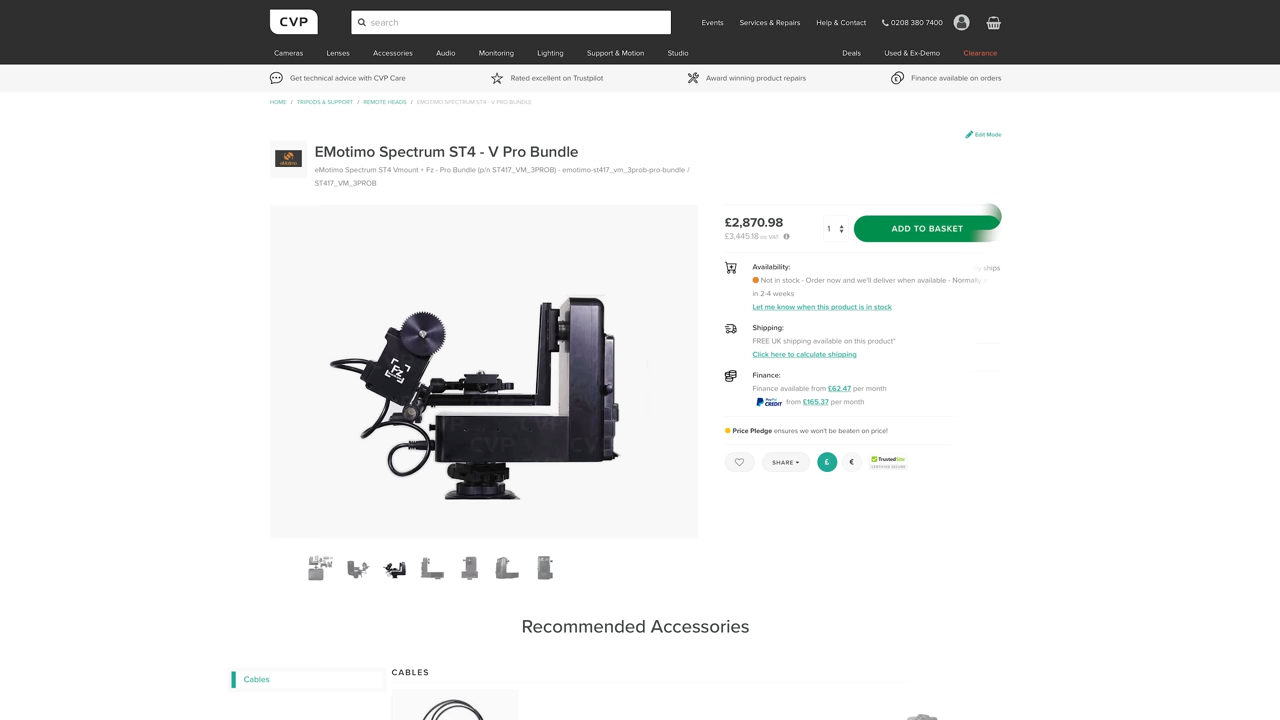 CVP
search
Events
Services & Repairs
Help & Contact
0208 380 7400
Cameras
Lenses
Accessories
Audio
Monitoring
Lighting
Support & Motion
Studio
Deals
Used & Ex-Demo
Clearance
Get technical advice with CVP Care
Rated excellent on Trustpilot
Award winning product repairs
Finance available on orders
HOME / TRIPODS & SUPPORT / REMOTE HEADS / EMOTIMO SPECTRUM ST4 - V PRO BUNDLE
Edit Mode
eMotimo
EMotimo Spectrum ST4 - V Pro Bundle
eMotimo Spectrum ST4 Vmount + Fz - Pro Bundle (p/n ST417_VM_3PROB) - emotimo-st417_vm_3prob-pro-bundle /
ST417_VM_3PROB
£2,870.98
£3,445.18 inc VAT
1
ADD TO BASKET
Availability:
ships
Not in stock - Order now and we'll deliver when available - Normally
in 2-4 weeks
Let me know when this product is in stock
Shipping:
FREE UK shipping available on this product*
Click here to calculate shipping
Finance:
Finance available from £62.47 per month
PayPal CREDIT from £165.37 per month
Price Pledge ensures we won't be beaten on price!
SHARE
£
€
TrustedSite
CERTIFIED SECURE
Fz
CVP
CVP
CVP
CVP
Recommended Accessories
Cables
CABLES